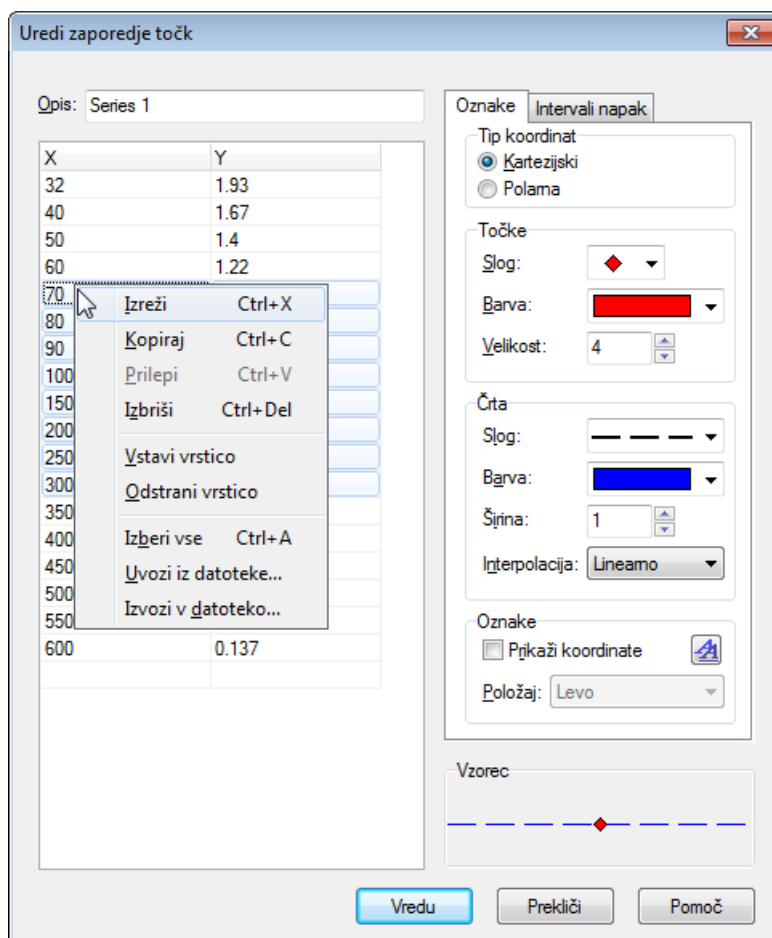 Uredi zaporedje točk
Opis: Series 1
X Y
32 1.93
40 1.67
50 1.4
60 1.22
70
80
90
100
150
200
250
300
350
400
450
500
550
600 0.137
Izreži Ctrl+X
Kopiraj Ctrl+C
Prilepi Ctrl+V
Izbriši Ctrl+Del
Vstavi vrstico
Odstrani vrstico
Izberi vse Ctrl+A
Uvozi iz datoteke...
Izvozi v datoteko...
Oznake Intervali napak
Tip koordinat
Kartezijski
Polarna
Točke
Slog:
Barva:
Velikost: 4
Črta
Slog:
Barva:
Širina: 1
Interpolacija: Linearno
Oznake
Prikaži koordinate
Položaj: Levo
Vzorec
Vredu Prekliči Pomoč